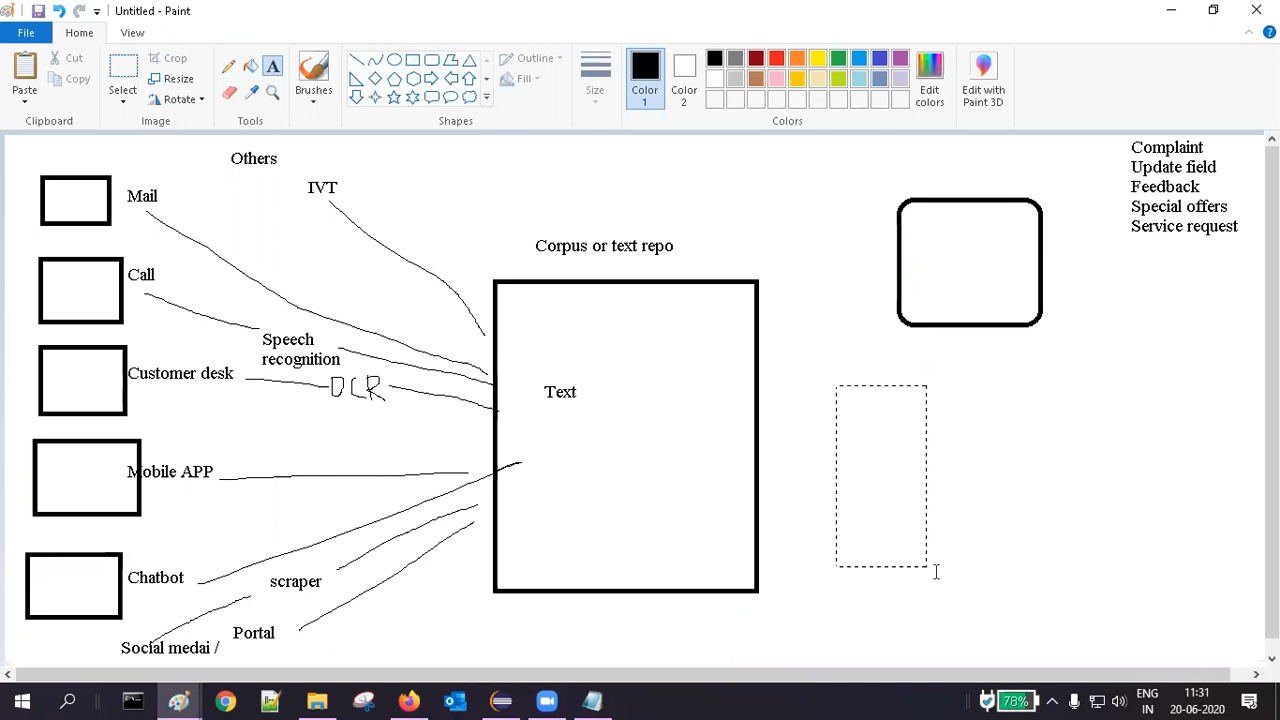 Untitled - Paint
File
Home
View
Paste
Cut
Copy
Clipboard
Select
Crop
Resize
Rotate
Image
A
Tools
Brushes
Outline
Fill
Shapes
Size
Color
1
Color
2
Colors
Edit
colors
Edit with
Paint 3D
Others
IVT
Mail
Call
Speech
recognition
Customer desk
OCR
Mobile APP
Chatbot
scraper
Portal
Social medai /
Corpus or text repo
Text
Complaint
Update field
Feedback
Special offers
Service request
78%
ENG
IN
11:31
20-06-2020